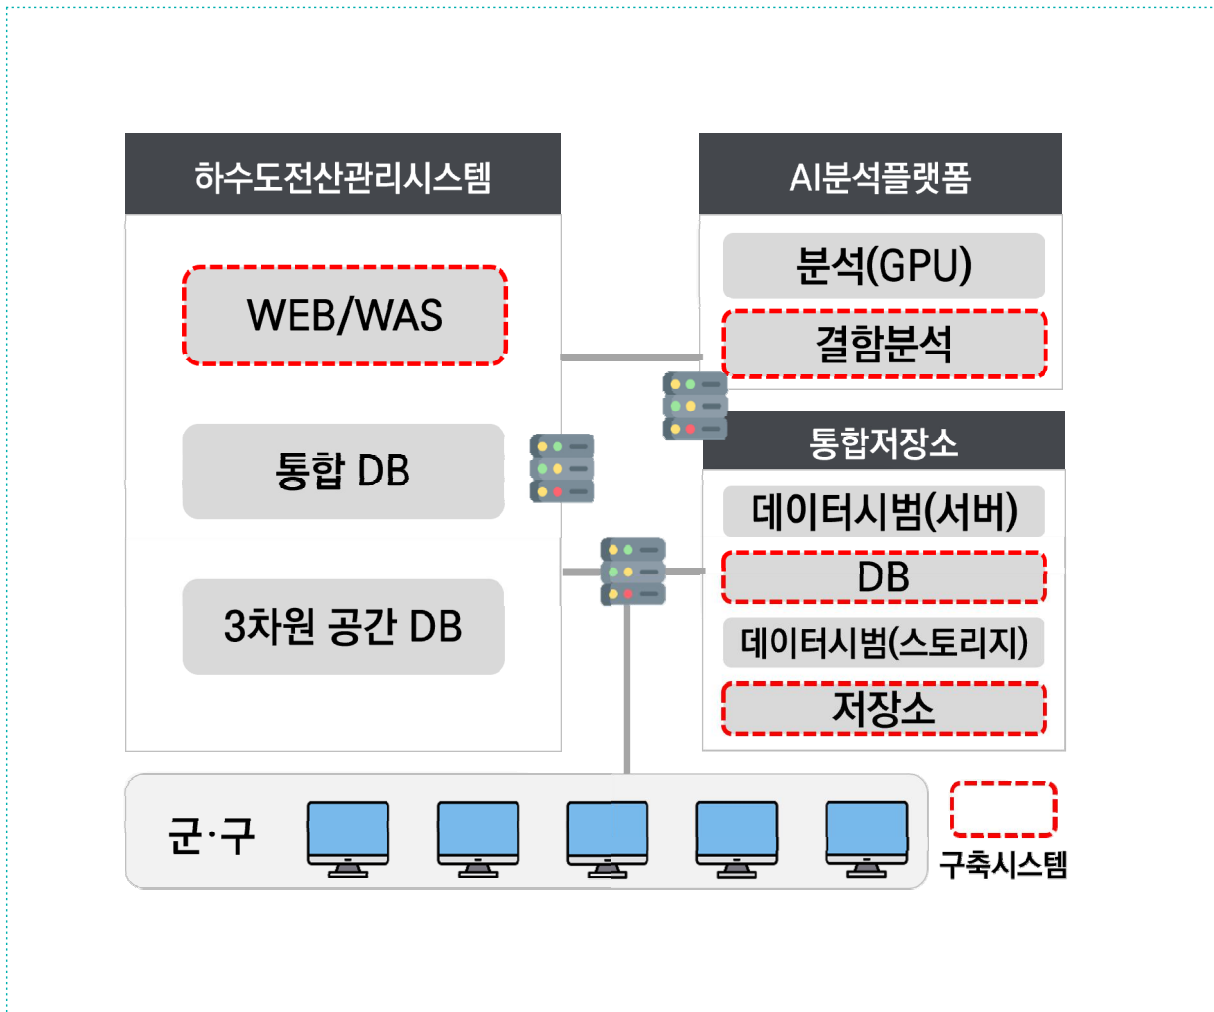 하수도전산관리시스템
WEB/WAS
통합 DB
3차원 공간 DB
AI분석플랫폼
분석(GPU)
결함분석
통합저장소
데이터시범(서버)
DB
데이터시범(스토리지)
저장소
군·구
구축시스템